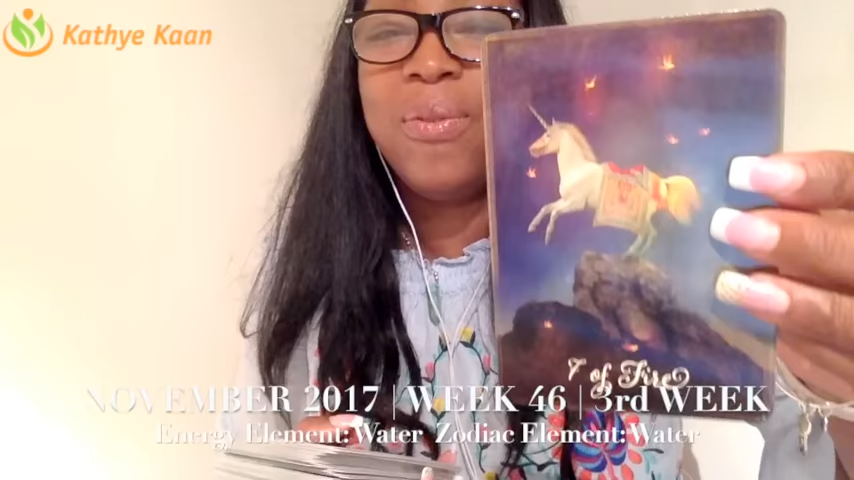 Kathye Kaan
7 of Fire
NOVEMBER 2017 | WEEK 46 | 3rd WEEK
Energy Element: Water Zodiac Element: Water